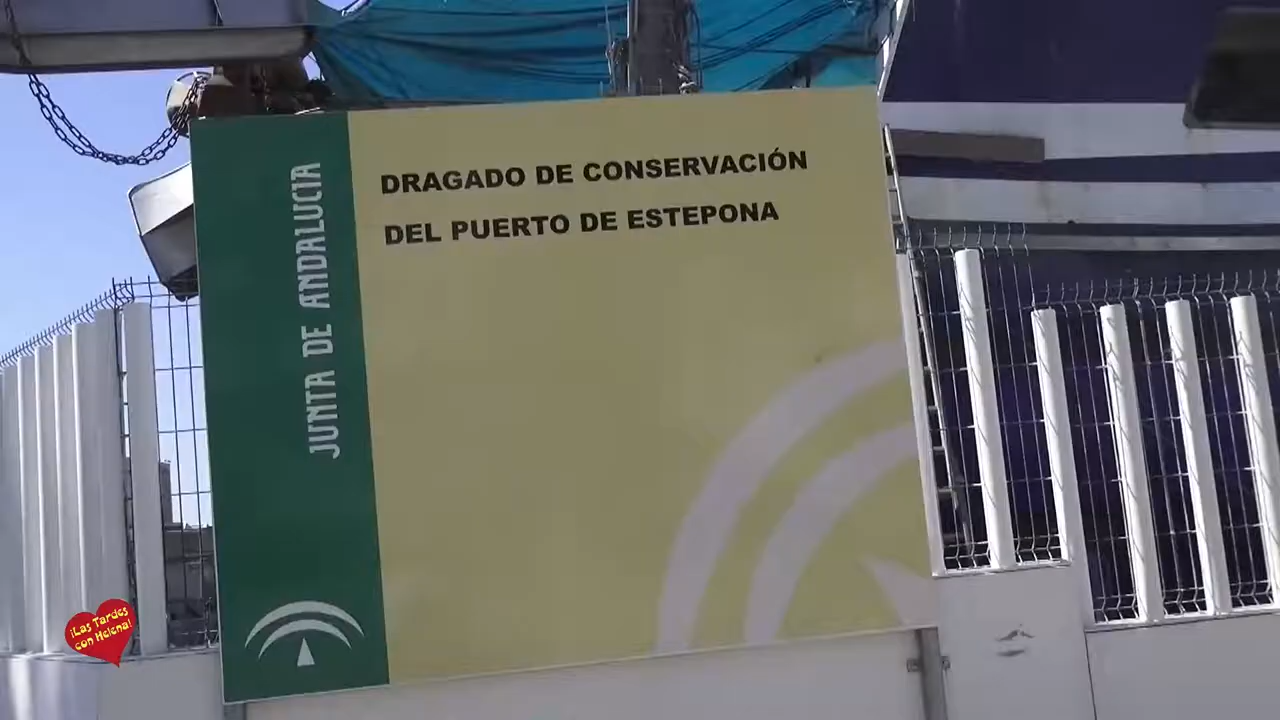 JUNTA DE ANDALUCIA
DRAGADO DE CONSERVACIÓN
DEL PUERTO DE ESTEPONA
¡Las Tardes
con Helena!